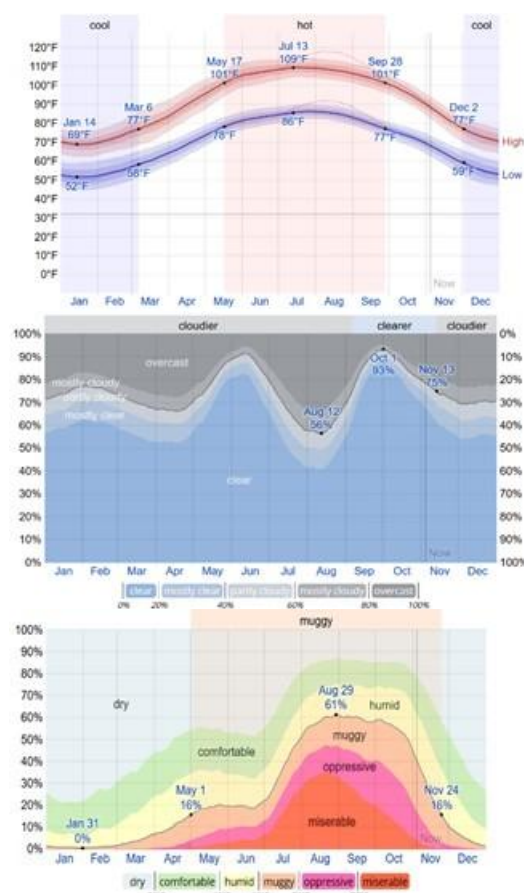 cool hot cool
120°F
110°F
100°F
90°F
80°F
70°F
60°F
50°F
40°F
30°F
20°F
10°F
0°F
Jan 14
69°F
Mar 6
77°F
May 17
101°F
Jul 13
109°F
Sep 28
101°F
Dec 2
77°F
High
52°F
58°F
78°F
86°F
77°F
59°F
Low
Now
Jan Feb Mar Apr May Jun Jul Aug Sep Oct Nov Dec
cloudier clearer cloudier
100% 0%
90% 10%
80% 20%
70% 30%
60% 40%
50% 50%
40% 60%
30% 70%
20% 80%
10% 90%
0% 100%
overcast
mostly cloudy
partly cloudy
mostly clear
clear
Aug 12
56%
Oct 1
93%
Nov 13
75%
Now
Jan Feb Mar Apr May Jun Jul Aug Sep Oct Nov Dec
clear mostly clear partly cloudy mostly cloudy overcast
0% 20% 40% 60% 80% 100%
muggy
100%
90%
80%
70%
60%
50%
40%
30%
20%
10%
0%
dry
comfortable
humid
muggy
oppressive
miserable
Jan 31
0%
May 1
16%
Aug 29
61%
Nov 24
16%
Now
Jan Feb Mar Apr May Jun Jul Aug Sep Oct Nov Dec
dry comfortable humid muggy oppressive miserable